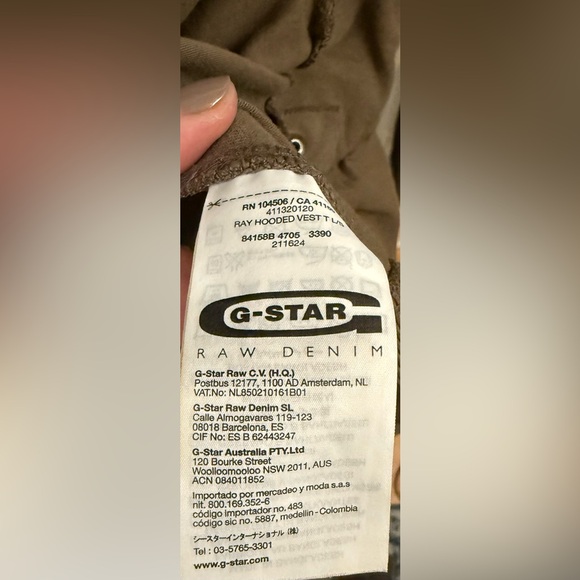 RN 104506 / CA
411320120
RAY HOODED VEST T L/S
84158B 4705 3390
211624
G-STAR
RAW DENIM
G-Star Raw C.V. (H.Q.)
Postbus 12177, 1100 AD Amsterdam, NL
VAT.No: NL850210161B01
G-Star Raw Denim SL
Calle Almogavares 119-123
08018 Barcelona, ES
CIF No: ES B 62443247
G-Star Australia PTY.Ltd
120 Bourke Street
Woolloomooloo NSW 2011, AUS
ACN 084011852
Importado por mercadeo y moda s.a.s
nit. 800.169.352-6
código importador no. 483
código sic no. 5887, medellin - Colombia
ジースターインターナショナル (株)
Tel : 03-5765-3301
www.g-star.com